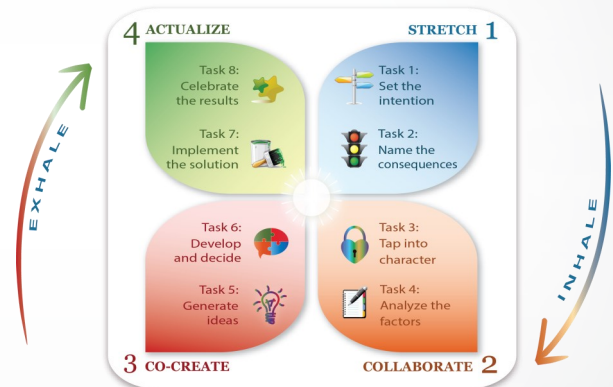 4 ACTUALIZE
STRETCH 1
Task 8:
Celebrate
the results
Task 7:
Implement
the solution
Task 1:
Set the
intention
Task 2:
Name the
consequences
EXHALE
INHALE
Task 6:
Develop
and decide
Task 5:
Generate
ideas
Task 3:
Tap into
character
Task 4:
Analyze the
factors
3 CO-CREATE
COLLABORATE 2